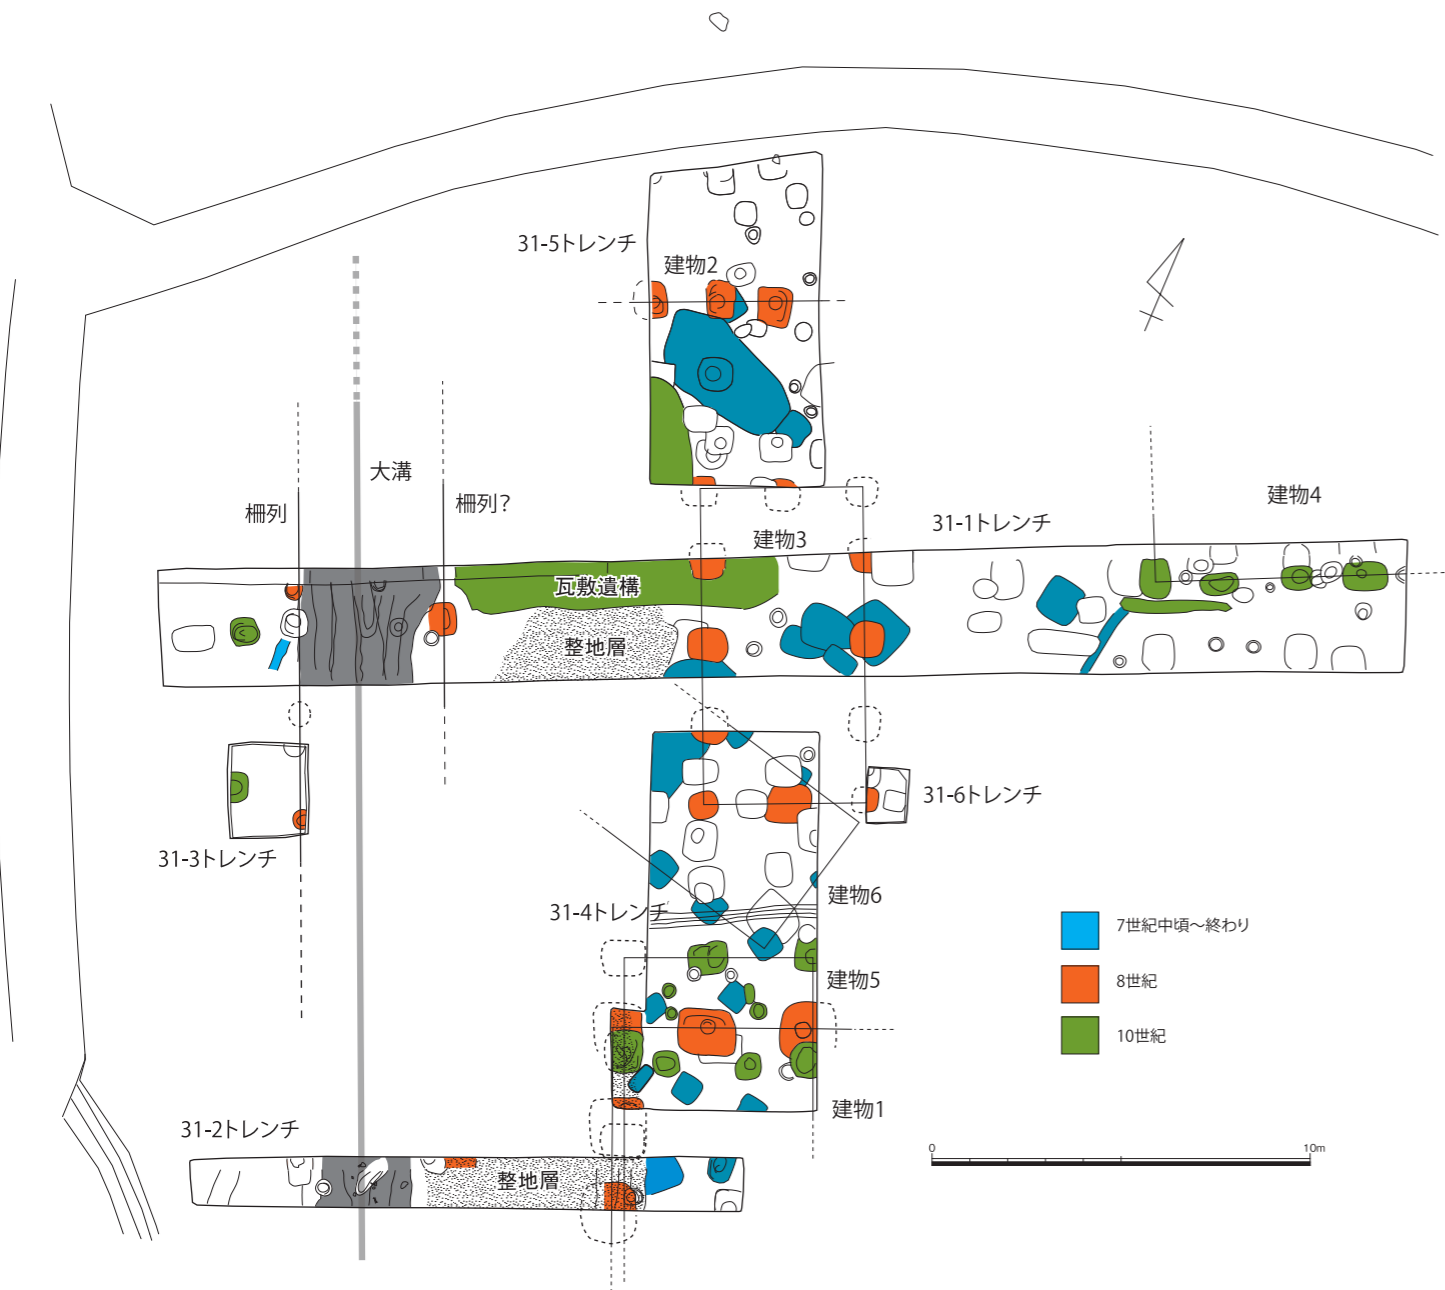 31-5トレンチ
建物2
大溝
柵列
柵列？
建物3
31-1トレンチ
建物4
瓦敷遺構
整地層
31-3トレンチ
31-6トレンチ
31-4トレンチ
建物6
建物5
建物1
7世紀中頃～終わり
8世紀
10世紀
31-2トレンチ
整地層
0
10m